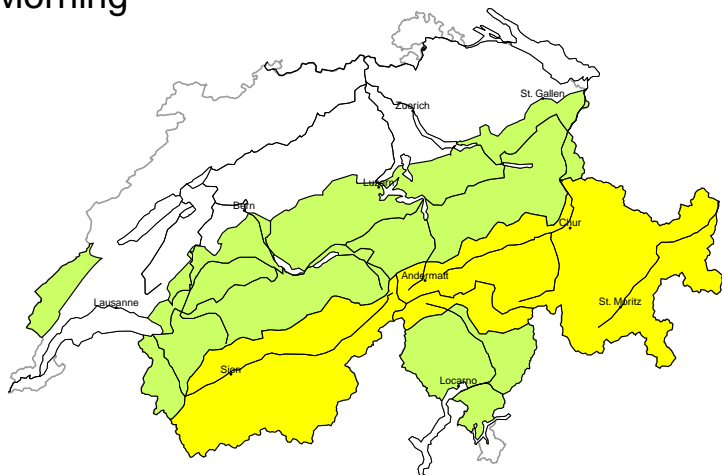 Morning
St. Gallen
Zuerich
Luzern
Bern
Chur
Andermatt
Lausanne
St. Moritz
Sion
Locarno